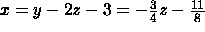 x = y − 2z − 3 = −\frac{3}{4}z − \frac{11}{8}